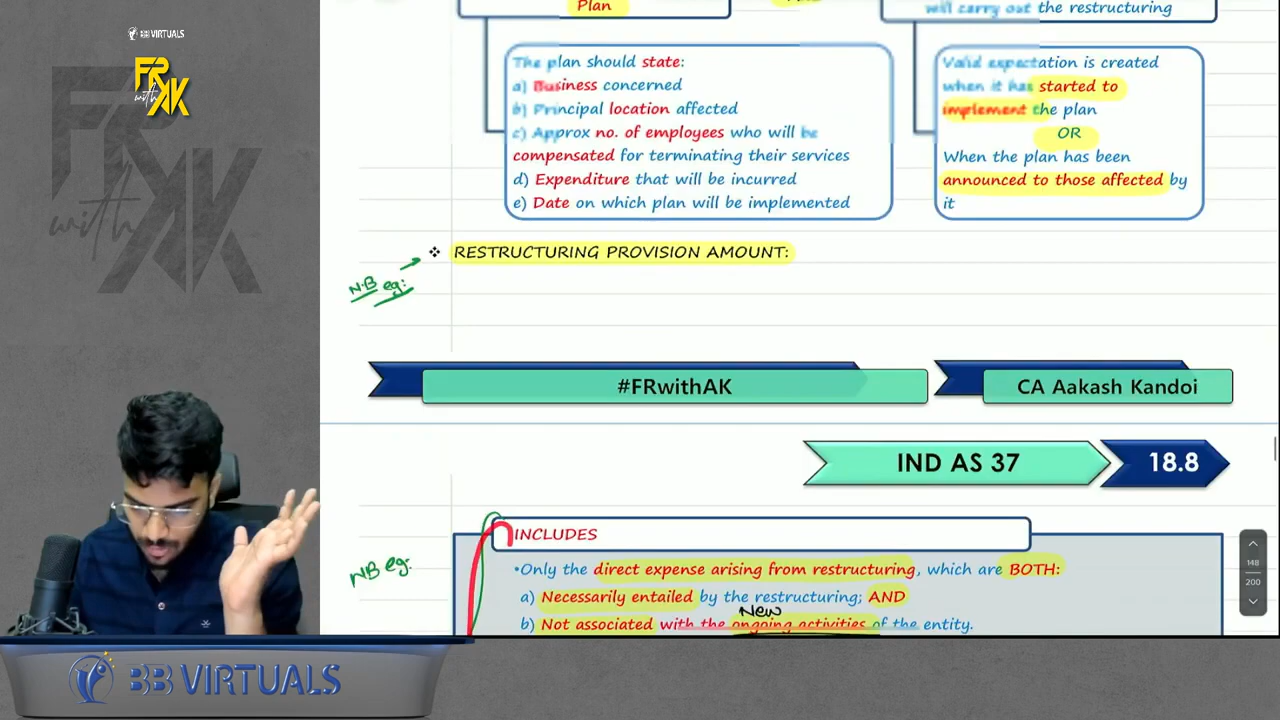 BB VIRTUALS
FR
with
AK
FR
with
AK
Plan
will carry out the restructuring
The plan should state:
a) Business concerned
b) Principal location affected
c) Approx no. of employees who will be
compensated for terminating their services
d) Expenditure that will be incurred
e) Date on which plan will be implemented
Valid expectation is created
when it has started to
implement the plan
OR
When the plan has been
announced to those affected by
it
❖ RESTRUCTURING PROVISION AMOUNT:
N.B eg:
#FRwithAK
CA Aakash Kandoi
IND AS 37
18.8
INCLUDES
NB eg.
•Only the direct expense arising from restructuring, which are BOTH:
a) Necessarily entailed by the restructuring; AND
New
b) Not associated with the ongoing activities of the entity.
148
200
BB VIRTUALS